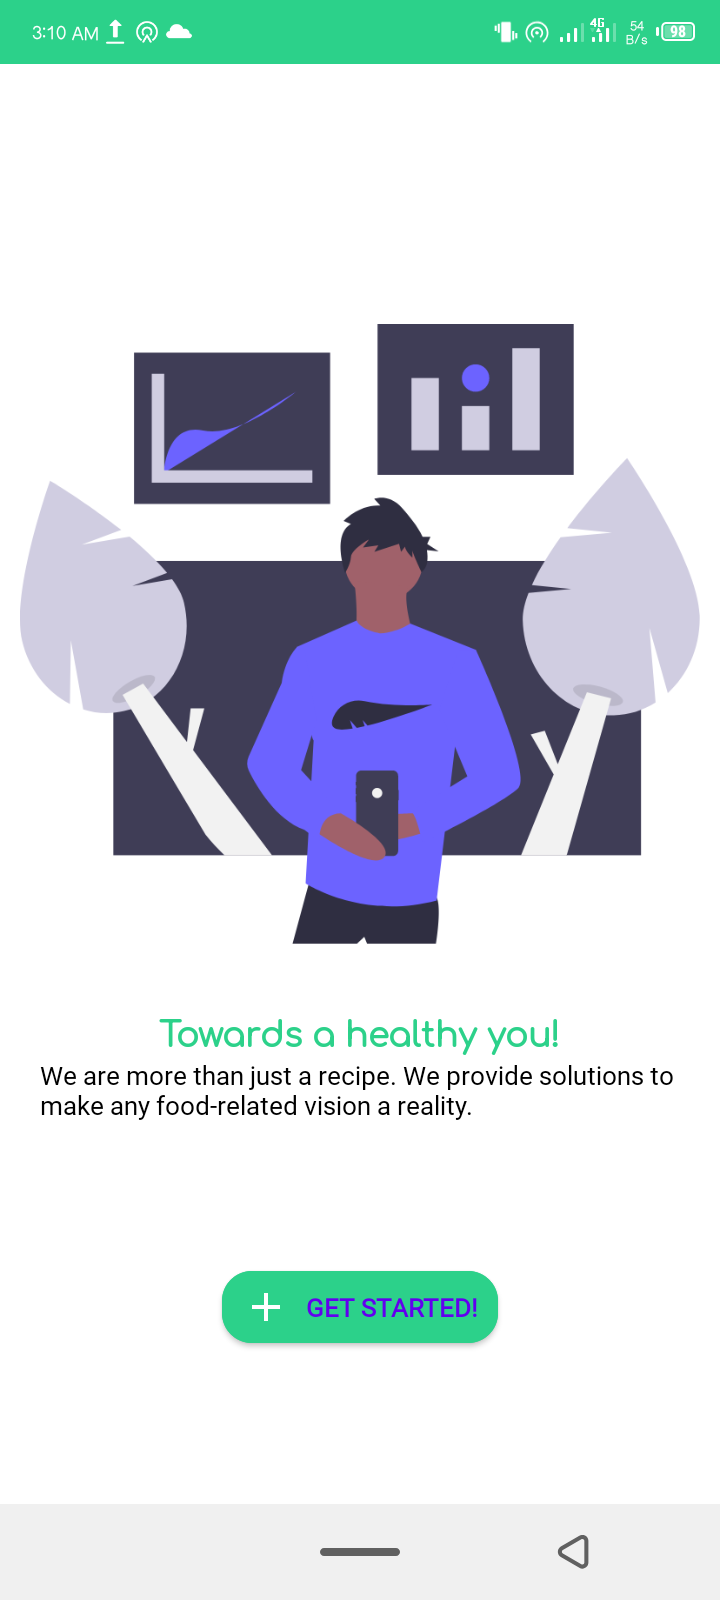 3:10 AM 4G 54 B/s 98
Towards a healthy you!
We are more than just a recipe. We provide solutions to
make any food-related vision a reality.
GET STARTED!